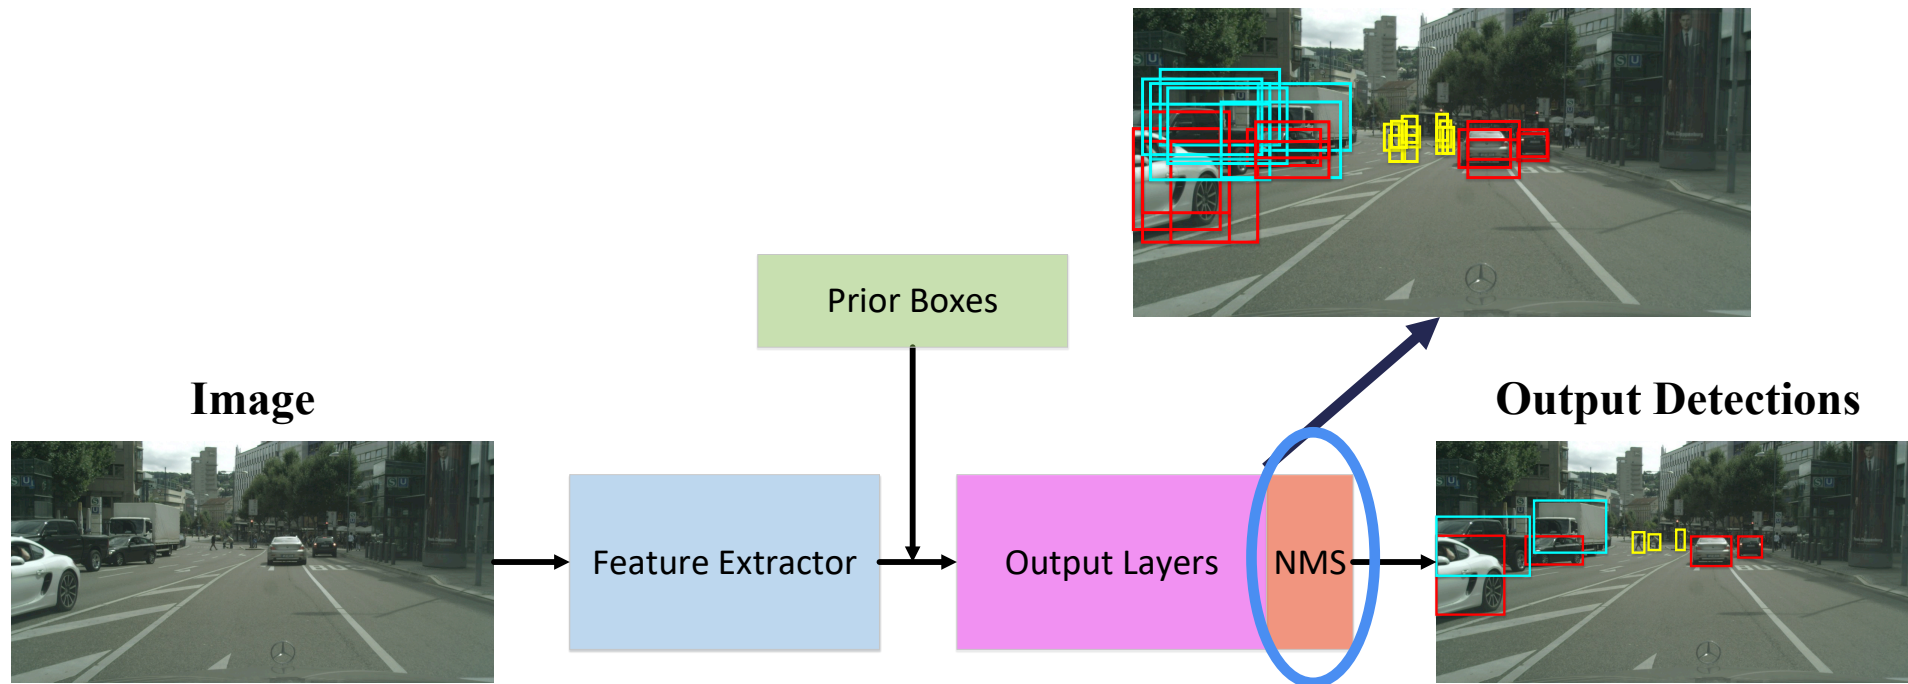 Prior Boxes
Image
Output Detections
Feature Extractor
Output Layers
NMS